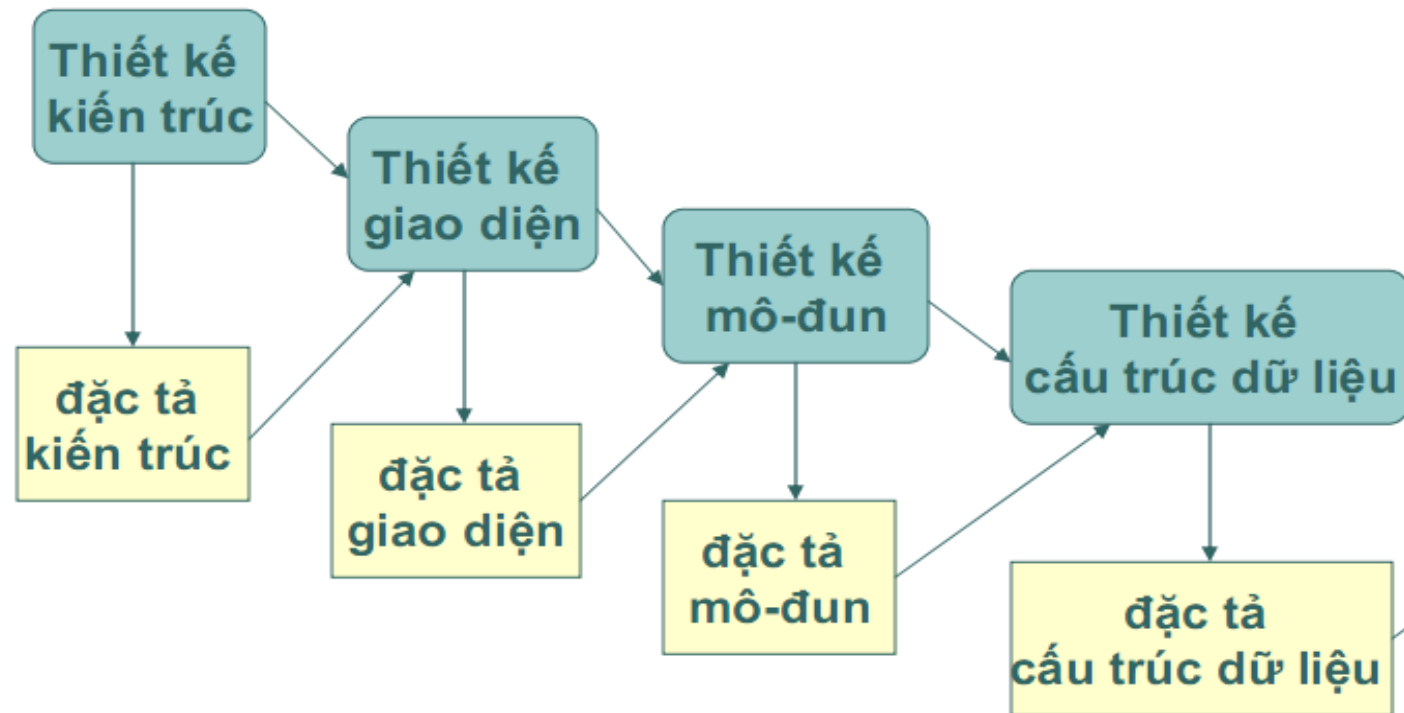 Thiết kế
kiến trúc
Thiết kế
giao diện
Thiết kế
mô-đun
Thiết kế
cấu trúc dữ liệu
đặc tả
kiến trúc
đặc tả
giao diện
đặc tả
mô-đun
đặc tả
cấu trúc dữ liệu